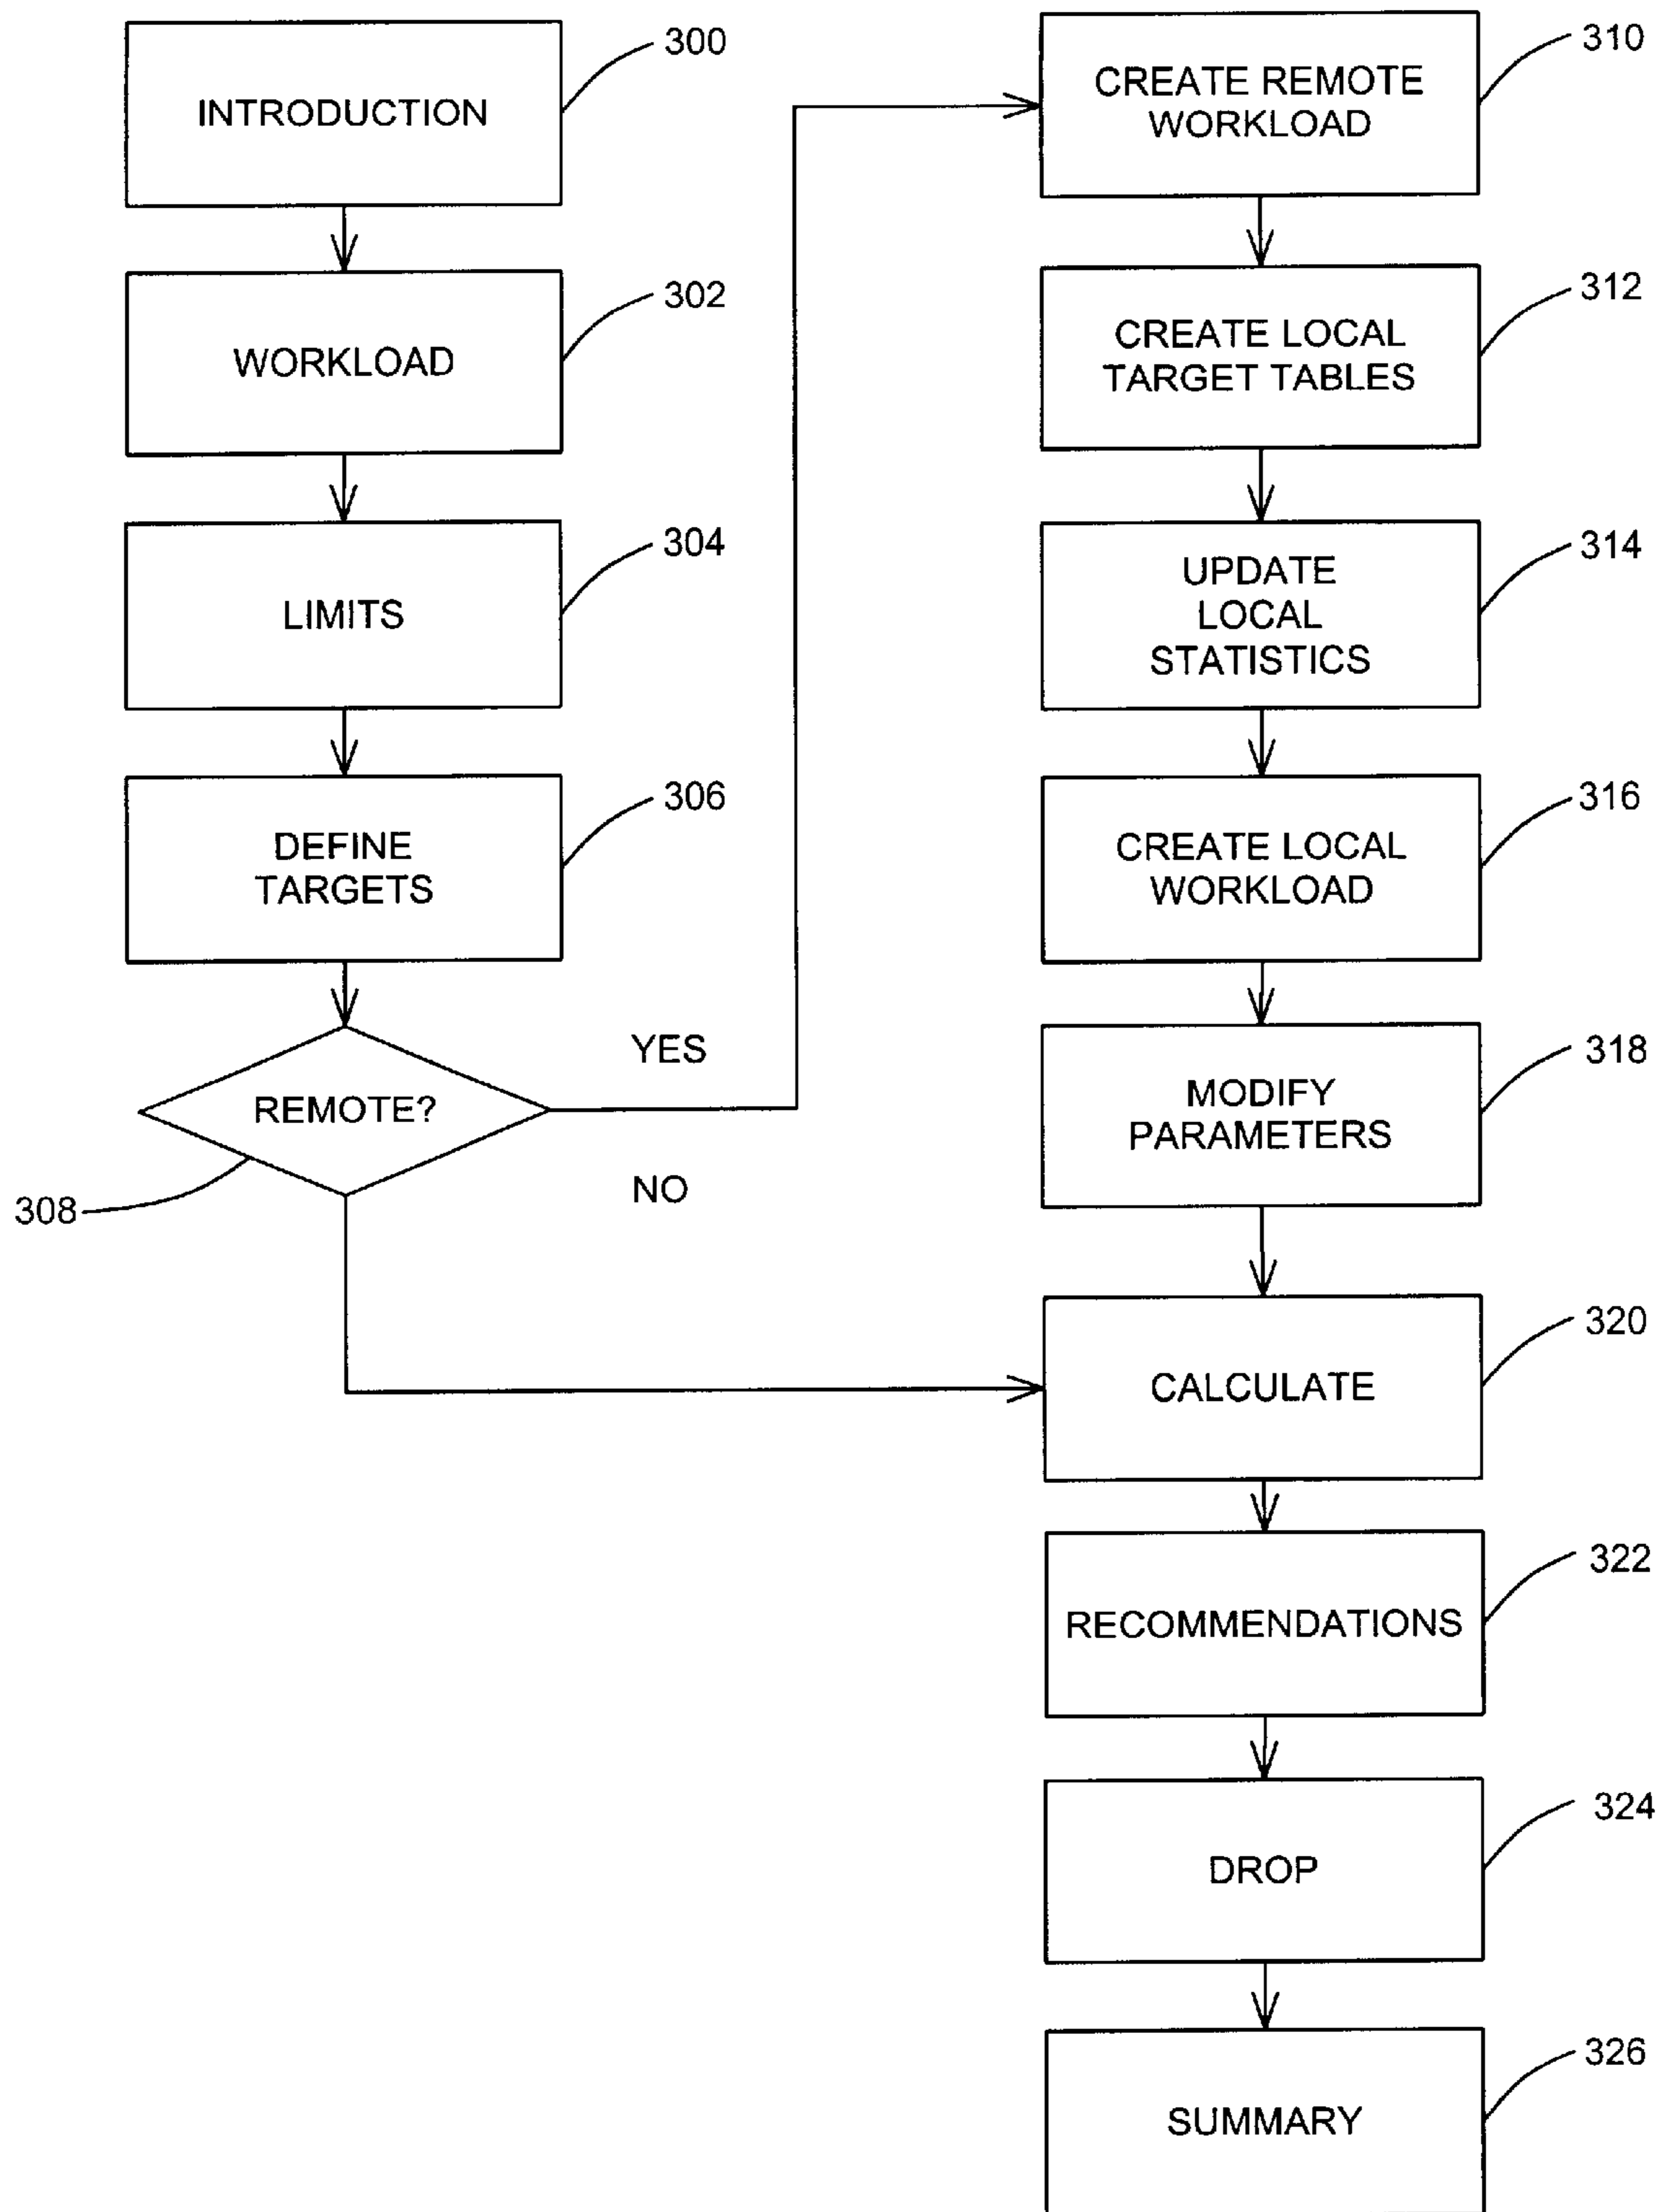 INTRODUCTION
300
WORKLOAD
302
LIMITS
304
DEFINE
TARGETS
306
REMOTE?
308
YES
NO
CREATE REMOTE
WORKLOAD
310
CREATE LOCAL
TARGET TABLES
312
UPDATE
LOCAL
STATISTICS
314
CREATE LOCAL
WORKLOAD
316
MODIFY
PARAMETERS
318
CALCULATE
320
RECOMMENDATIONS
322
DROP
324
SUMMARY
326